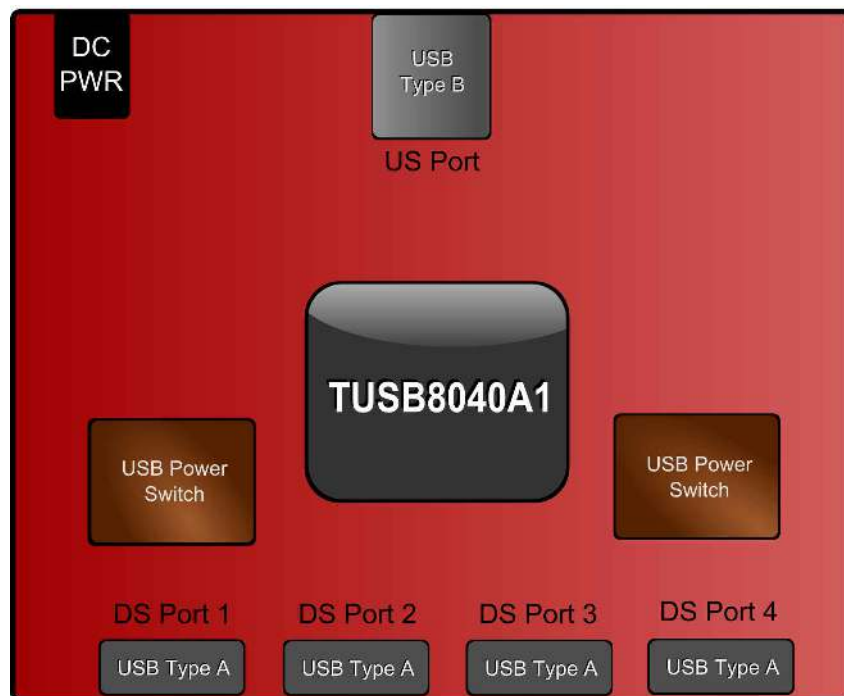 DC
PWR
USB
Type B
US Port
TUSB8040A1
USB Power
Switch
USB Power
Switch
DS Port 1
DS Port 2
DS Port 3
DS Port 4
USB Type A
USB Type A
USB Type A
USB Type A